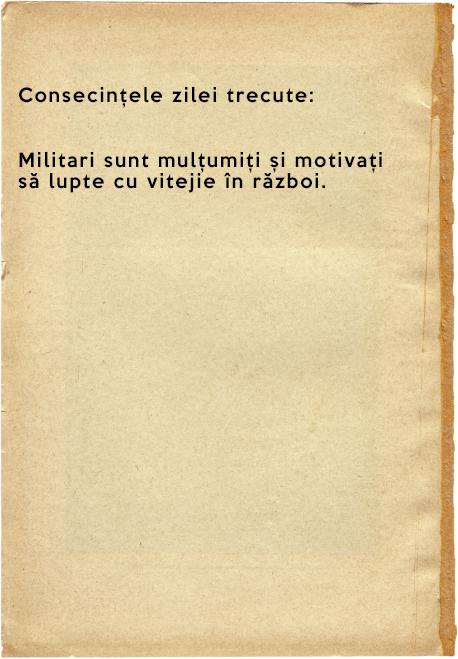 Consecințele zilei trecute:
Militari sunt mulțumiți și motivați
să lupte cu vitejie în război.